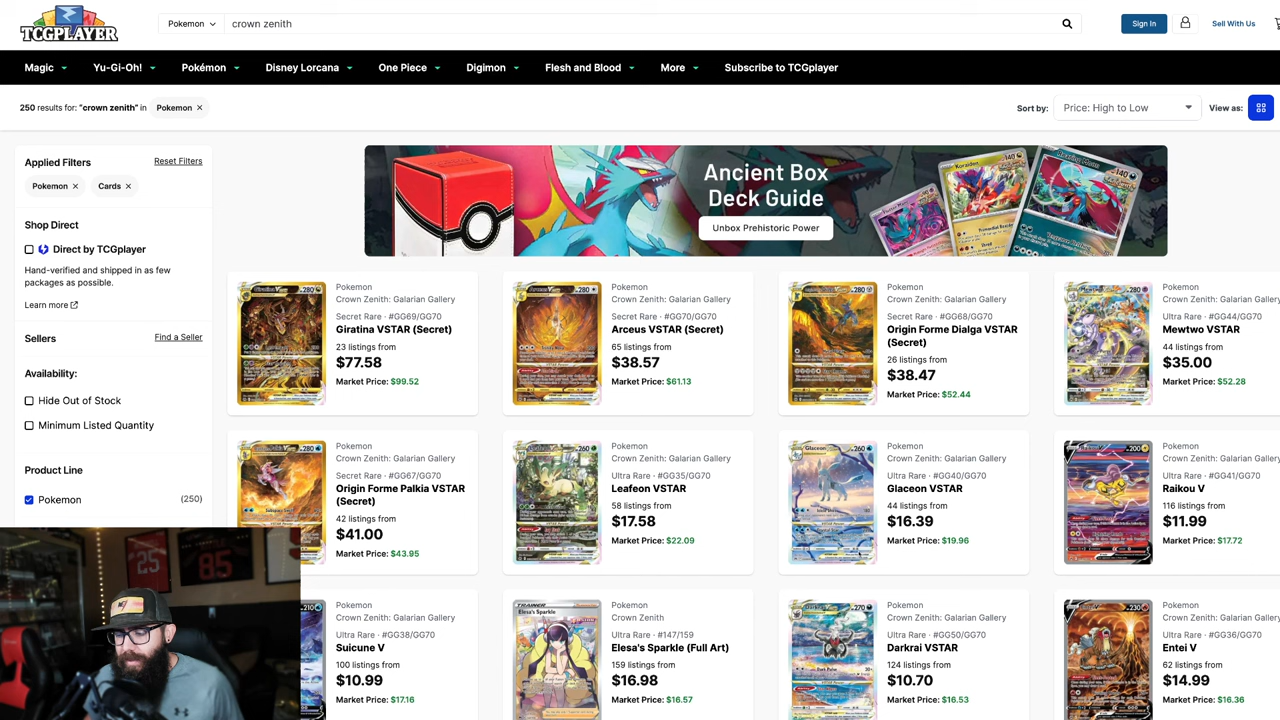 TCGPLAYER
Pokemon
crown zenith
Sign In
Sell With Us
Magic
Yu-Gi-Oh!
Pokémon
Disney Lorcana
One Piece
Digimon
Flesh and Blood
More
Subscribe to TCGplayer
250 results for: "crown zenith" in Pokemon ×
Sort by:
Price: High to Low
View as:
Applied Filters
Reset Filters
Pokemon ×
Cards ×
Shop Direct
Direct by TCGplayer
Hand-verified and shipped in as few
packages as possible.
Learn more
Sellers
Find a Seller
Availability:
Hide Out of Stock
Minimum Listed Quantity
Product Line
Pokemon
(250)
Ancient Box
Deck Guide
Unbox Prehistoric Power
Pokemon
Crown Zenith: Galarian Gallery
Secret Rare · #GG69/GG70
Giratina VSTAR (Secret)
23 listings from
$77.58
Market Price: $99.52
Pokemon
Crown Zenith: Galarian Gallery
Secret Rare · #GG70/GG70
Arceus VSTAR (Secret)
65 listings from
$38.57
Market Price: $61.13
Pokemon
Crown Zenith: Galarian Gallery
Secret Rare · #GG68/GG70
Origin Forme Dialga VSTAR
(Secret)
26 listings from
$38.47
Market Price: $52.44
Pokemon
Crown Zenith: Galarian Gallery
Ultra Rare · #GG44/GG70
Mewtwo VSTAR
44 listings from
$35.00
Market Price: $52.28
Pokemon
Crown Zenith: Galarian Gallery
Secret Rare · #GG67/GG70
Origin Forme Palkia VSTAR
(Secret)
42 listings from
$41.00
Market Price: $43.95
Pokemon
Crown Zenith: Galarian Gallery
Ultra Rare · #GG35/GG70
Leafeon VSTAR
58 listings from
$17.58
Market Price: $22.09
Pokemon
Crown Zenith: Galarian Gallery
Ultra Rare · #GG40/GG70
Glaceon VSTAR
44 listings from
$16.39
Market Price: $19.96
Pokemon
Crown Zenith: Galarian Gallery
Ultra Rare · #GG41/GG70
Raikou V
116 listings from
$11.99
Market Price: $17.72
Pokemon
Crown Zenith: Galarian Gallery
Ultra Rare · #GG38/GG70
Suicune V
100 listings from
$10.99
Market Price: $17.16
TRAINER
Elesa's Sparkle
Pokemon
Crown Zenith
Ultra Rare · #147/159
Elesa's Sparkle (Full Art)
159 listings from
$16.98
Market Price: $16.57
Pokemon
Crown Zenith: Galarian Gallery
Ultra Rare · #GG50/GG70
Darkrai VSTAR
124 listings from
$10.70
Market Price: $16.53
Pokemon
Crown Zenith: Galarian Gallery
Ultra Rare · #GG36/GG70
Entei V
62 listings from
$14.99
Market Price: $16.36